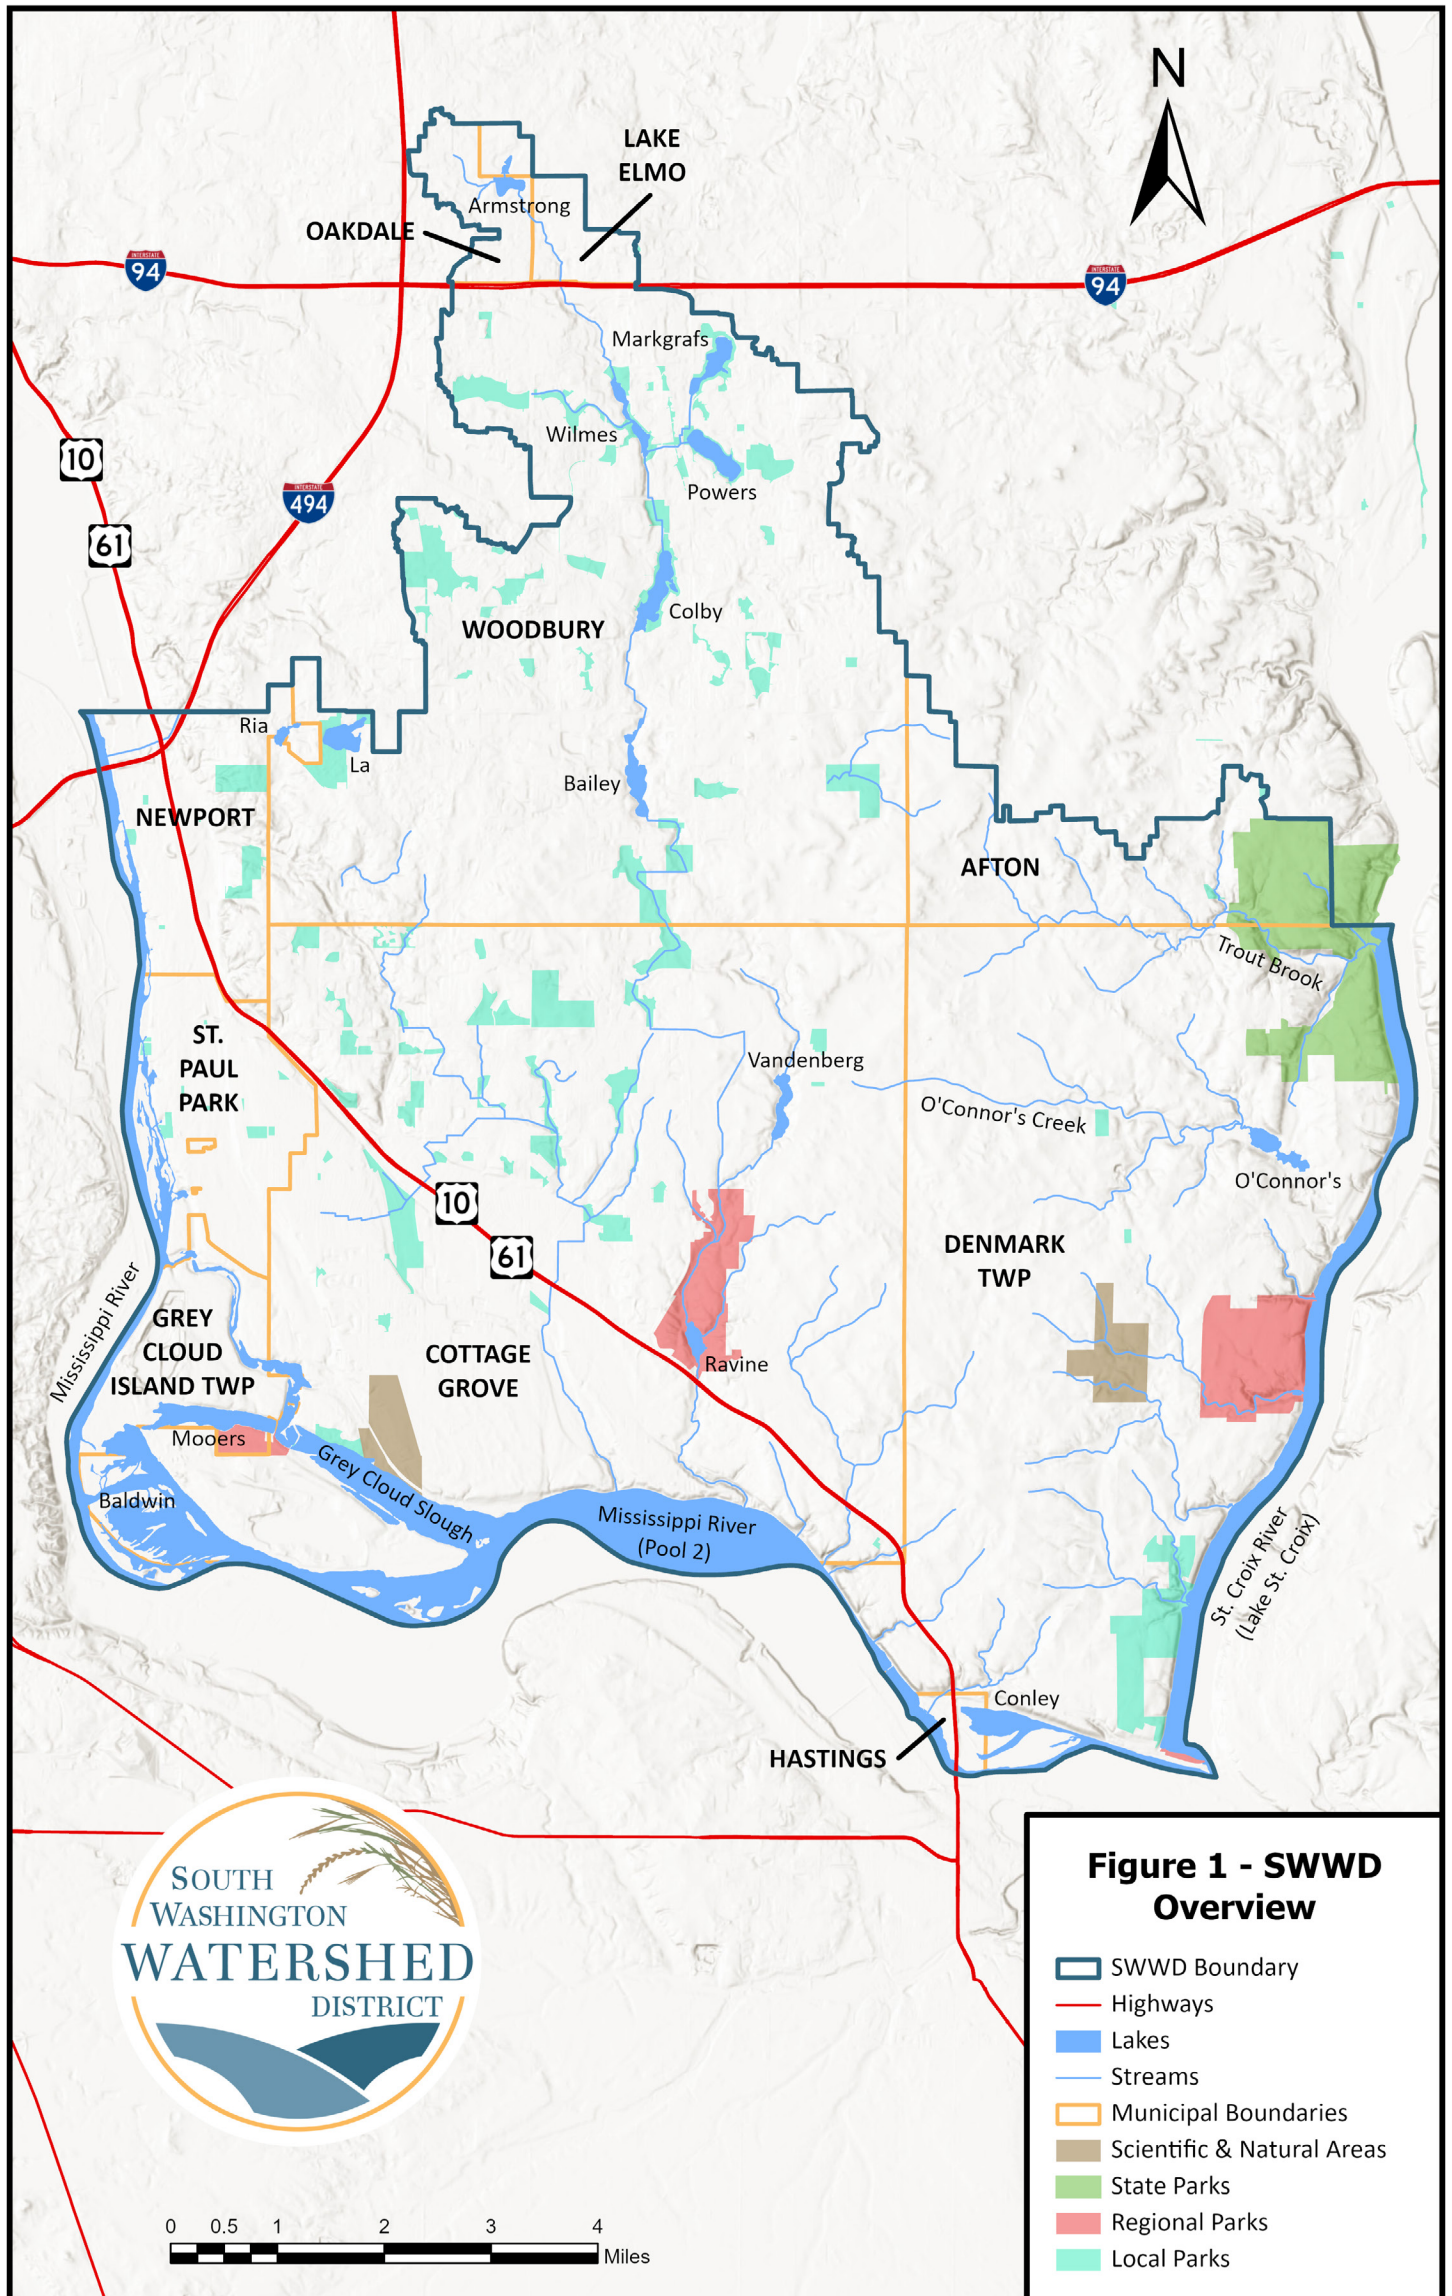 N
LAKE
ELMO
Armstrong
OAKDALE
INTERSTATE
94
INTERSTATE
94
Markgrafs
10
Wilmes
Powers
INTERSTATE
494
61
Colby
WOODBURY
Ria
La
Bailey
NEWPORT
AFTON
Trout Brook
ST.
PAUL
PARK
Vandenberg
O'Connor's Creek
O'Connor's
10
61
DENMARK
TWP
Mississippi River
GREY
CLOUD
ISLAND TWP
COTTAGE
GROVE
Ravine
Mooers
Grey Cloud Slough
Baldwin
Mississippi River
(Pool 2)
St. Croix River
(Lake St. Croix)
Conley
HASTINGS
SOUTH
WASHINGTON
WATERSHED
DISTRICT
Figure 1 - SWWD
Overview
SWWD Boundary
Highways
Lakes
Streams
Municipal Boundaries
Scientific & Natural Areas
State Parks
Regional Parks
Local Parks
0 0.5 1 2 3 4
Miles